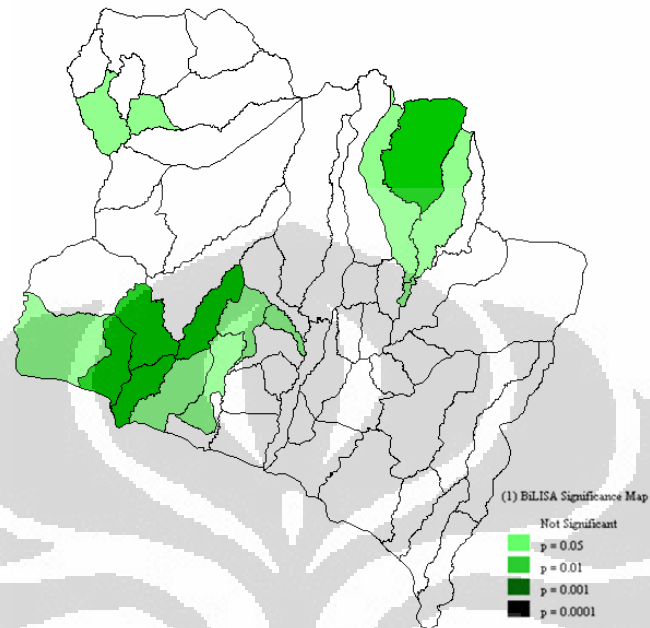 (1) BiLISA Significance Map
Not Significant
p = 0.05
p = 0.01
p = 0.001
p = 0.0001